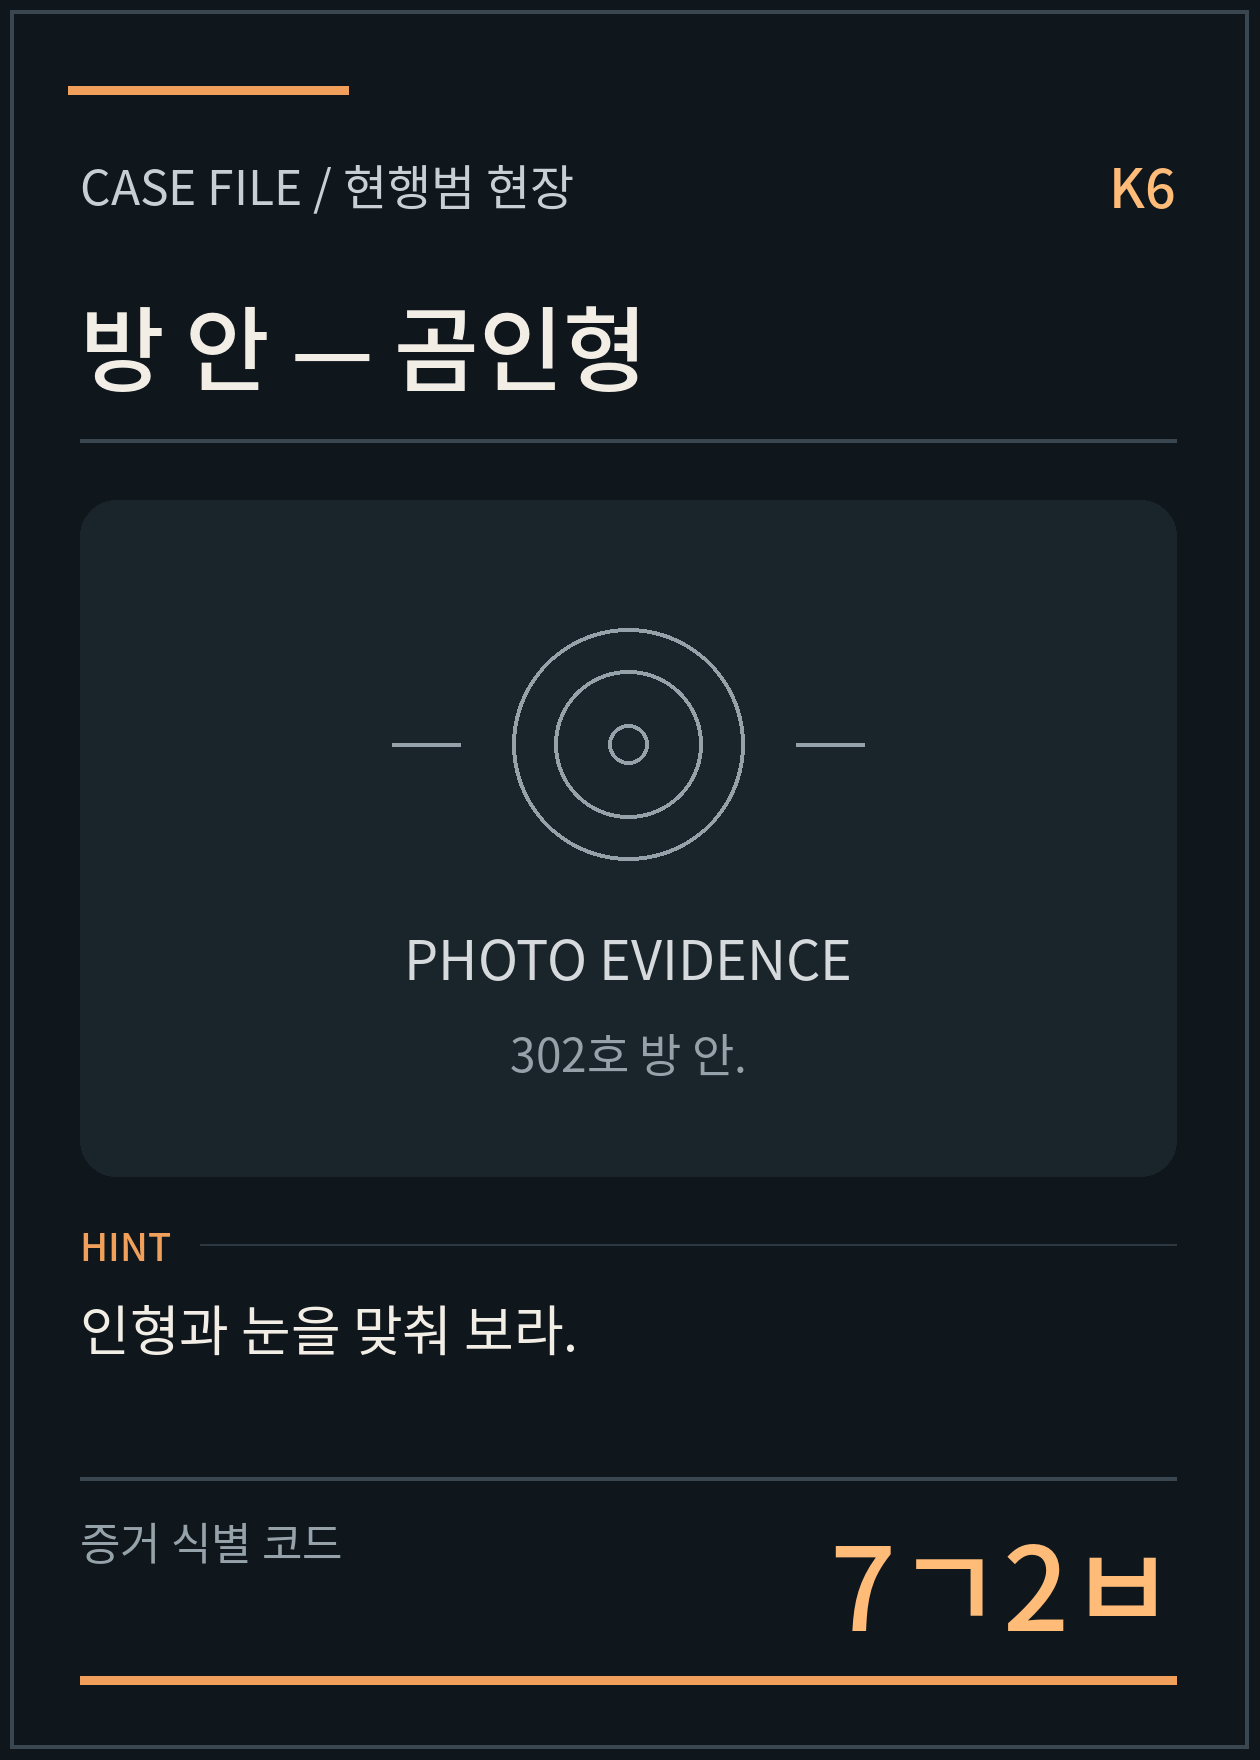 CASE FILE / 현행범 현장 K6
방 안 — 곰인형
PHOTO EVIDENCE
302호 방 안.
HINT
인형과 눈을 맞춰 보라.
증거 식별 코드
7ㄱ2ㅂ